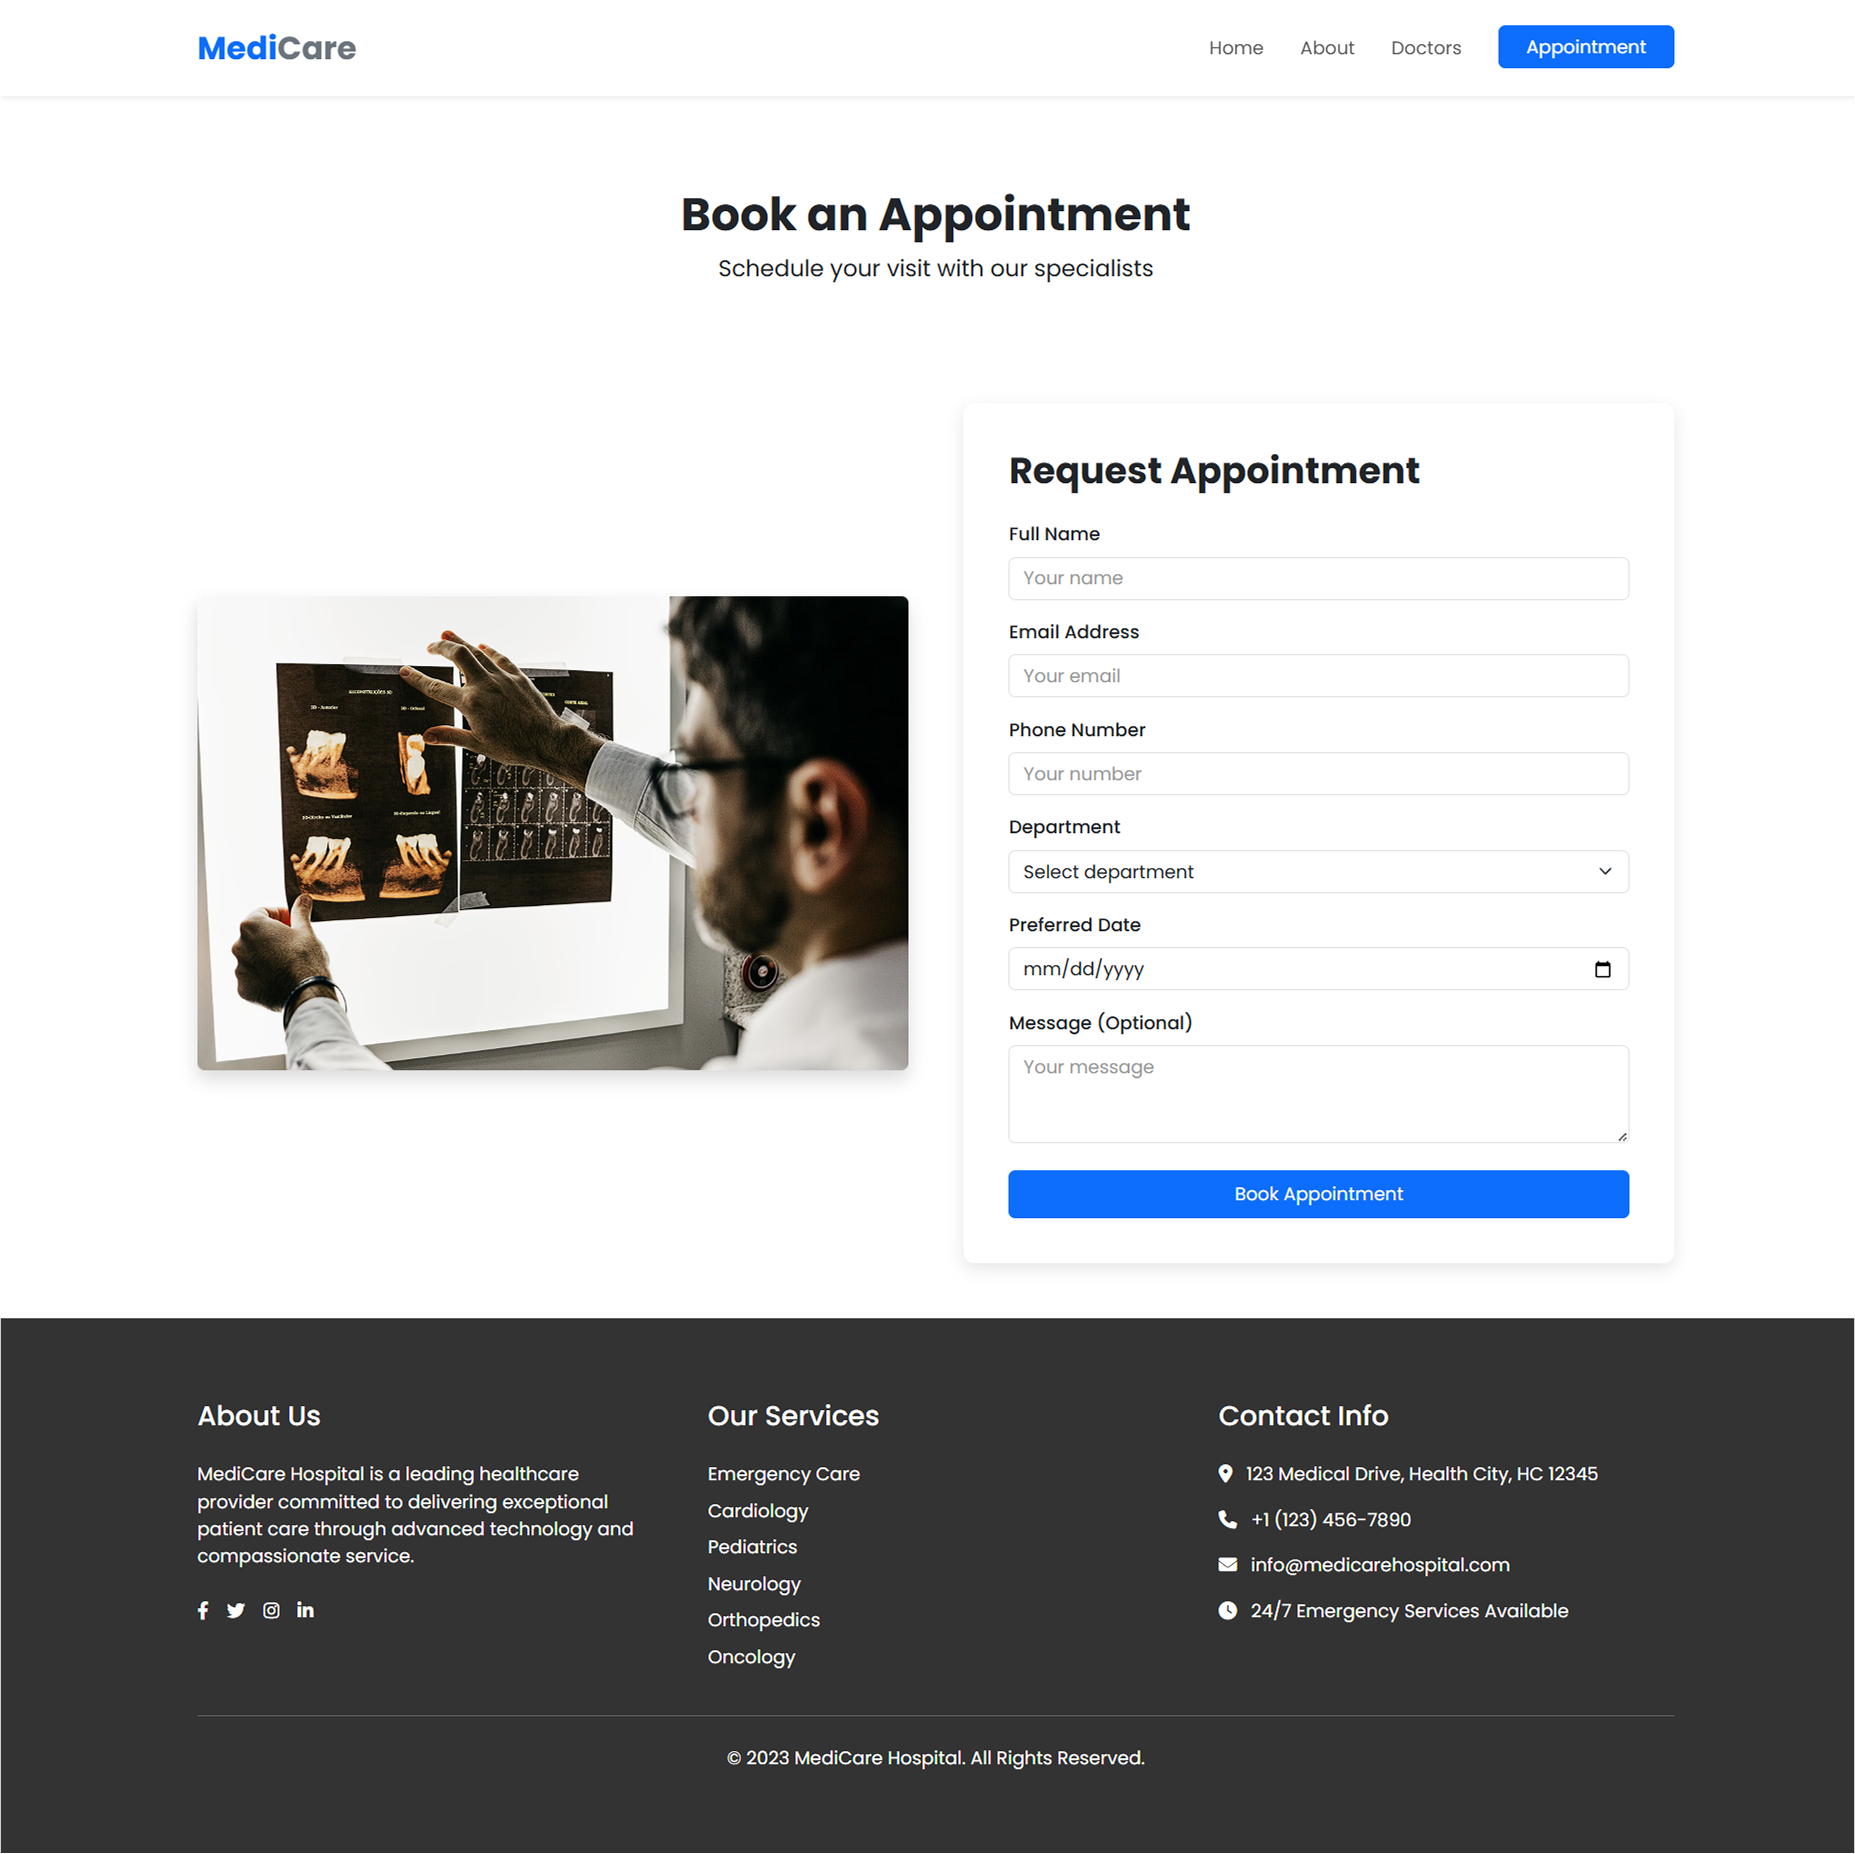 MediCare
Home
About
Doctors
Appointment
Book an Appointment
Schedule your visit with our specialists
Request Appointment
Full Name
Your name
Email Address
Your email
Phone Number
Your number
Department
Select department
Preferred Date
mm/dd/yyyy
Message (Optional)
Your message
Book Appointment
About Us
MediCare Hospital is a leading healthcare
provider committed to delivering exceptional
patient care through advanced technology and
compassionate service.
Our Services
Emergency Care
Cardiology
Pediatrics
Neurology
Orthopedics
Oncology
Contact Info
123 Medical Drive, Health City, HC 12345
+1 (123) 456-7890
info@medicarehospital.com
24/7 Emergency Services Available
© 2023 MediCare Hospital. All Rights Reserved.